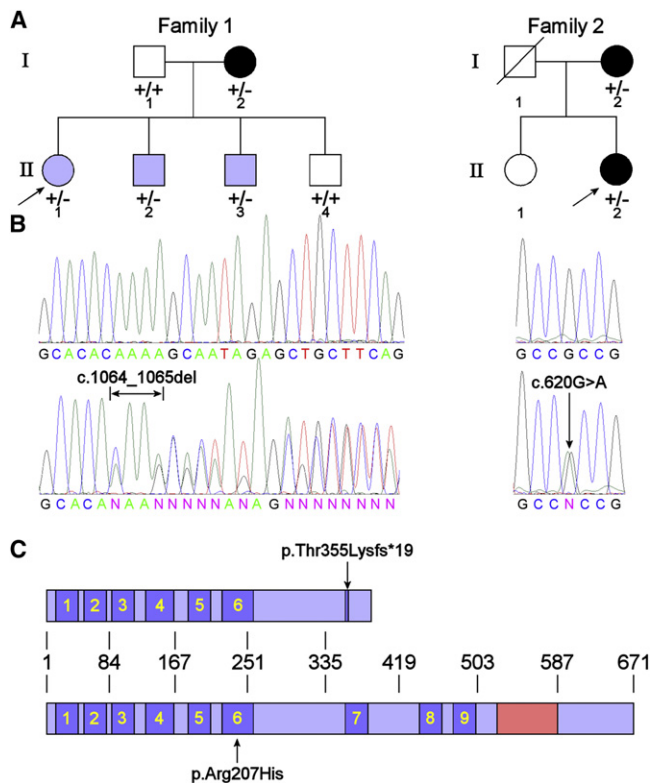 A
Family 1
Family 2
I
I
+/+
+/-
+/-
1
2
1
2
II
II
+/-
+/-
+/-
+/+
+/-
1
2
3
4
1
2
B
GCACACAAAAGCAATAGAGCTGCTTCAG
GCCGCCG
c.1064_1065del
c.620G>A
GCACANAANNNNNANAGNNNNNNNN
GCCNCCG
C
p.Thr355Lysfs*19
1 2 3 4 5 6
1 84 167 251 335 419 503 587 671
1 2 3 4 5 6 7 8 9
p.Arg207His